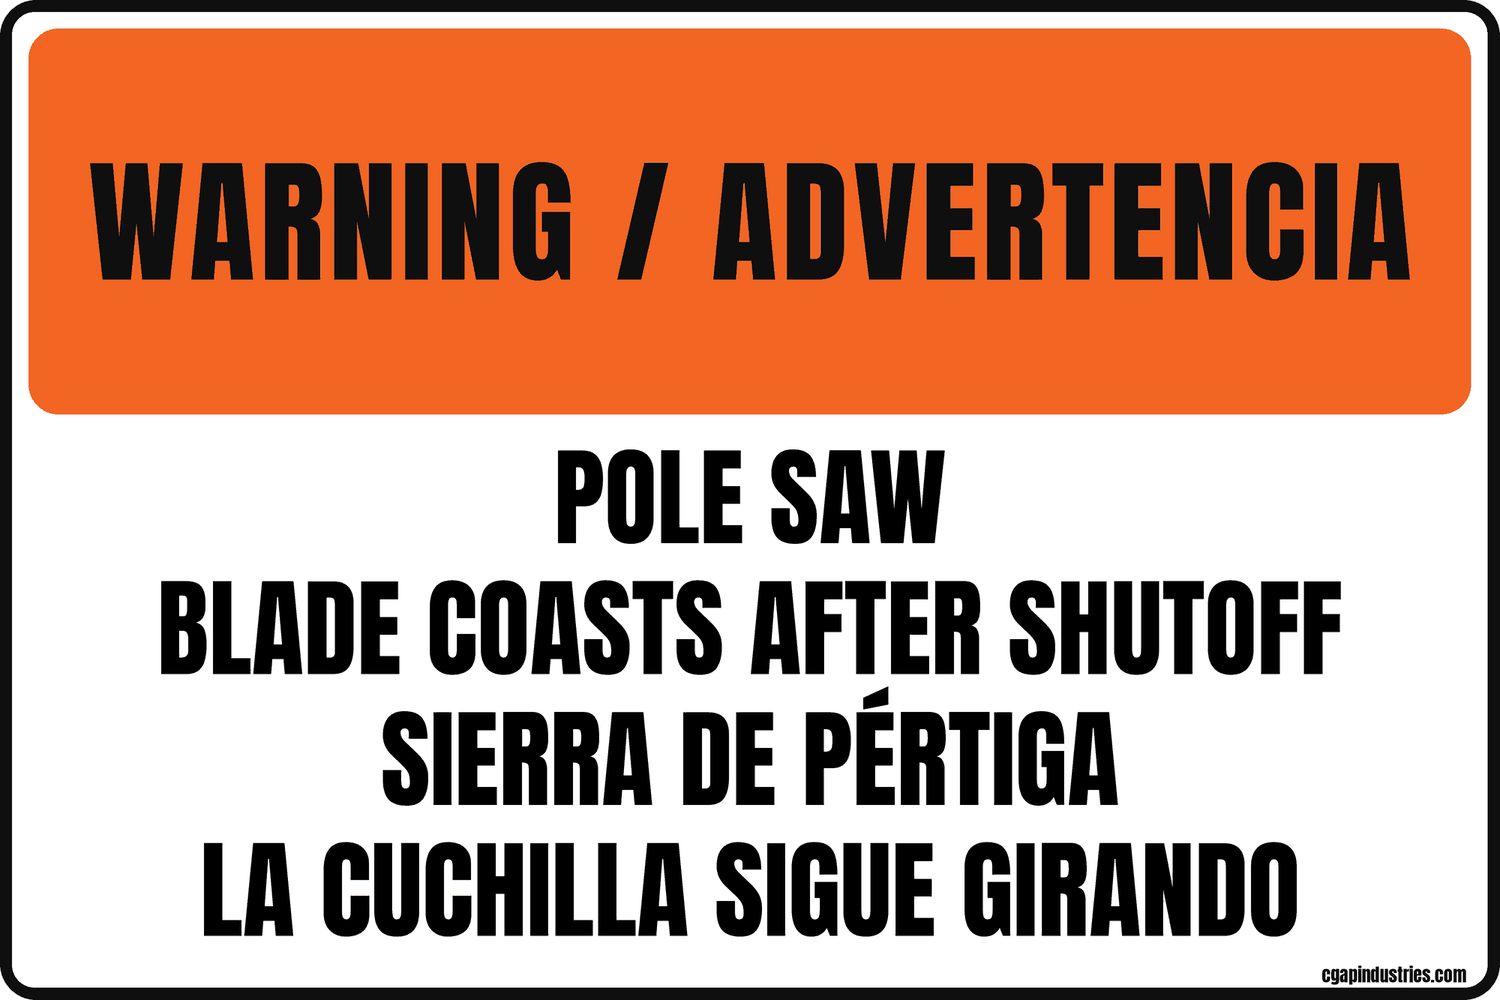 WARNING / ADVERTENCIA
POLE SAW
BLADE COASTS AFTER SHUTOFF
SIERRA DE PÉRTIGA
LA CUCHILLA SIGUE GIRANDO
cgapindustries.com